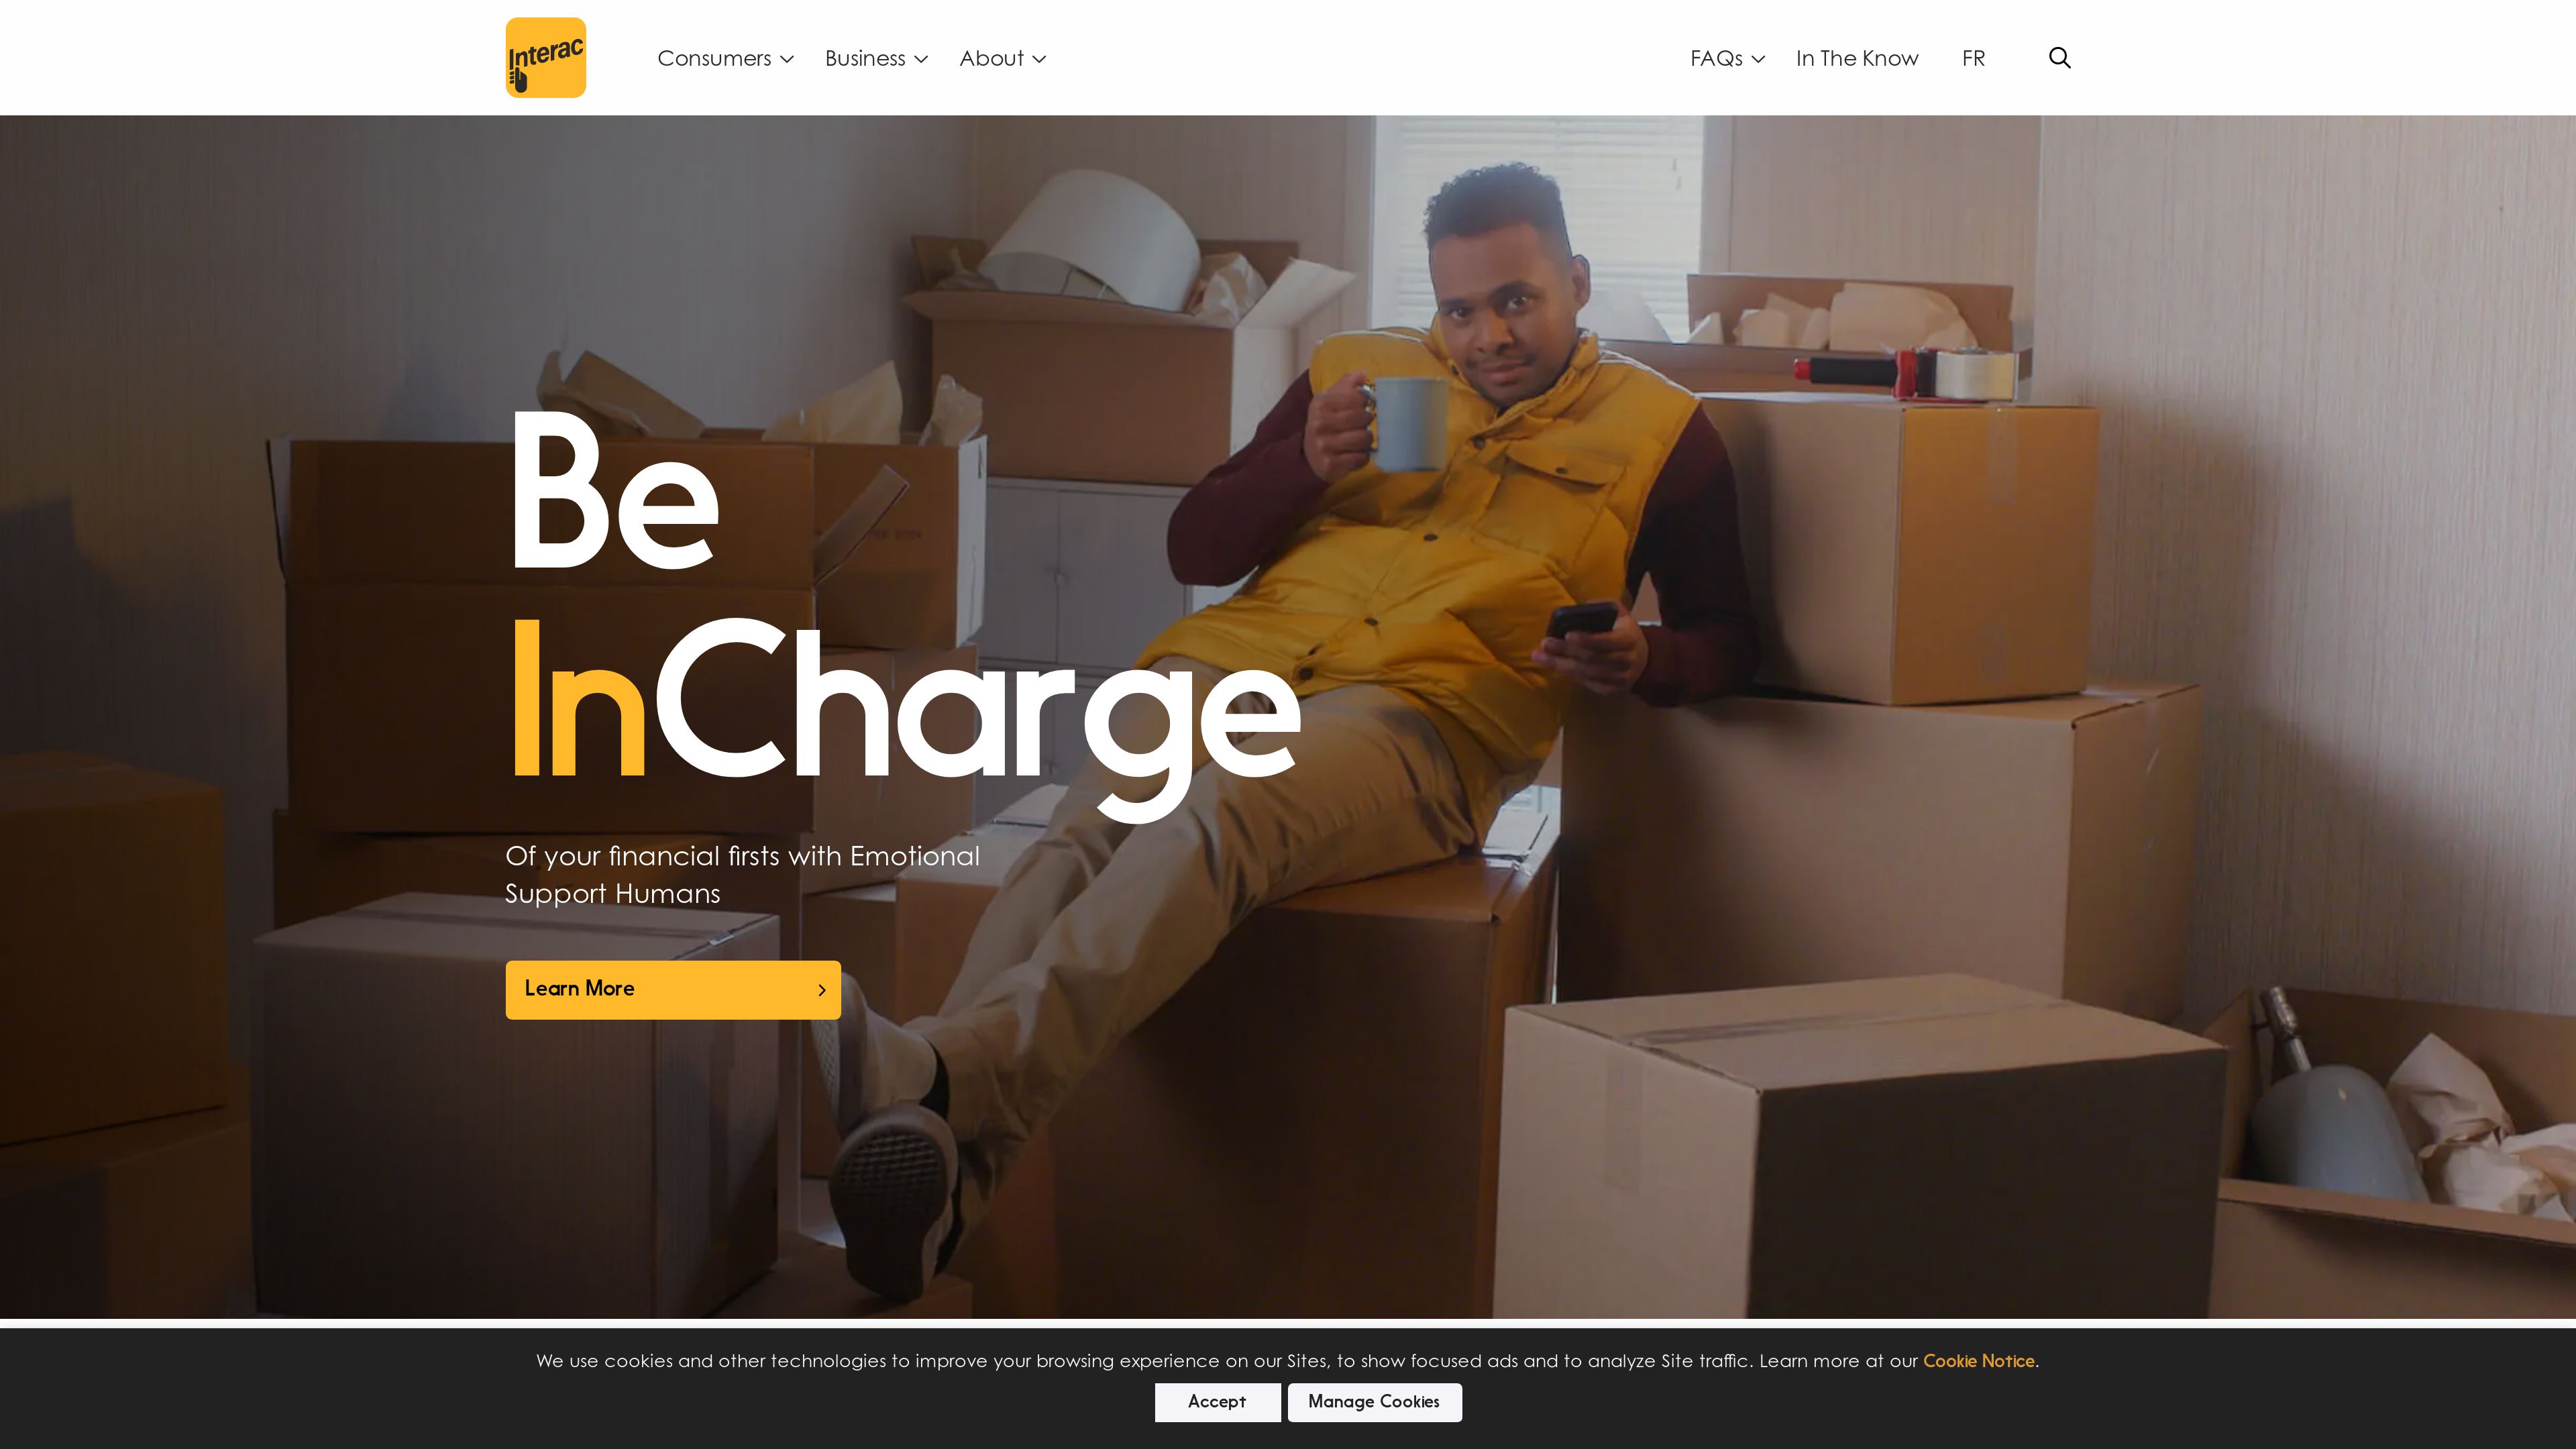 Interac
Consumers
Business
About
FAQs
In The Know
FR
Be
InCharge
Of your financial firsts with Emotional
Support Humans
Learn More
We use cookies and other technologies to improve your browsing experience on our Sites, to show focused ads and to analyze Site traffic. Learn more at our Cookie Notice.
Accept
Manage Cookies